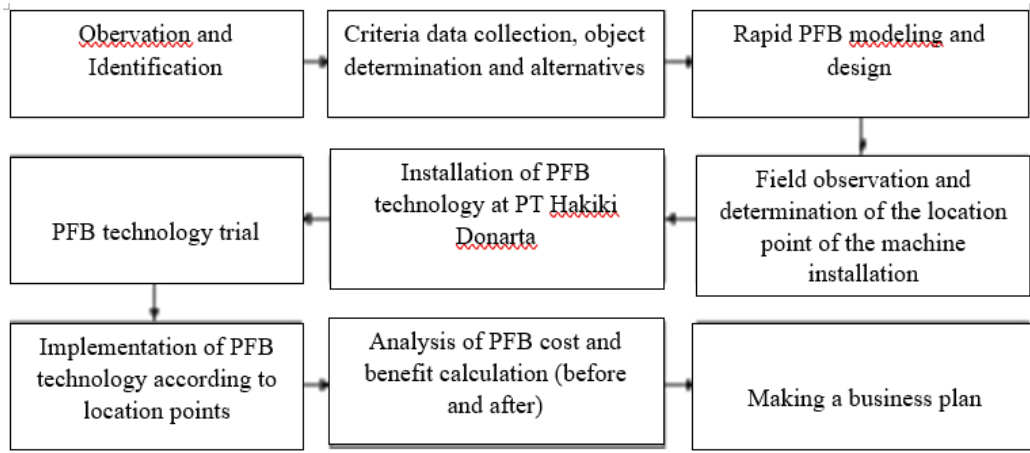 Obervation and
Identification
Criteria data collection, object
determination and alternatives
Rapid PFB modeling and
design
Field observation and
determination of the location
point of the machine
installation
Installation of PFB
technology at PT Hakiki
Donarta
PFB technology trial
Implementation of PFB
technology according to
location points
Analysis of PFB cost and
benefit calculation (before
and after)
Making a business plan